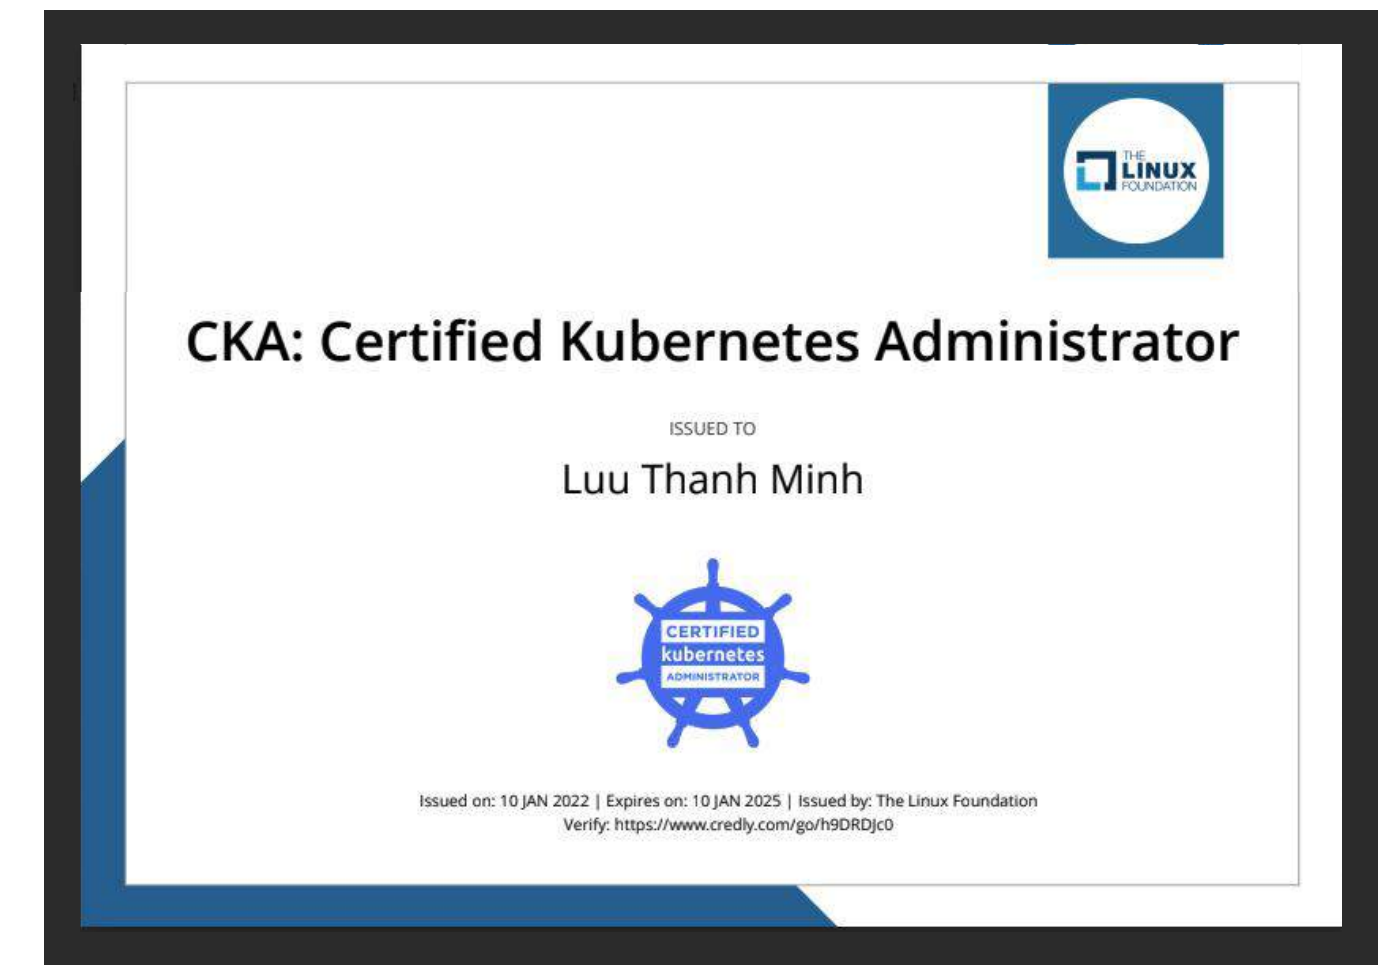 THE
LINUX
FOUNDATION
CKA: Certified Kubernetes Administrator
ISSUED TO
Luu Thanh Minh
CERTIFIED
kubernetes
ADMINISTRATOR
Issued on: 10 JAN 2022 | Expires on: 10 JAN 2025 | Issued by: The Linux Foundation
Verify: https://www.credly.com/go/h9DRDJc0